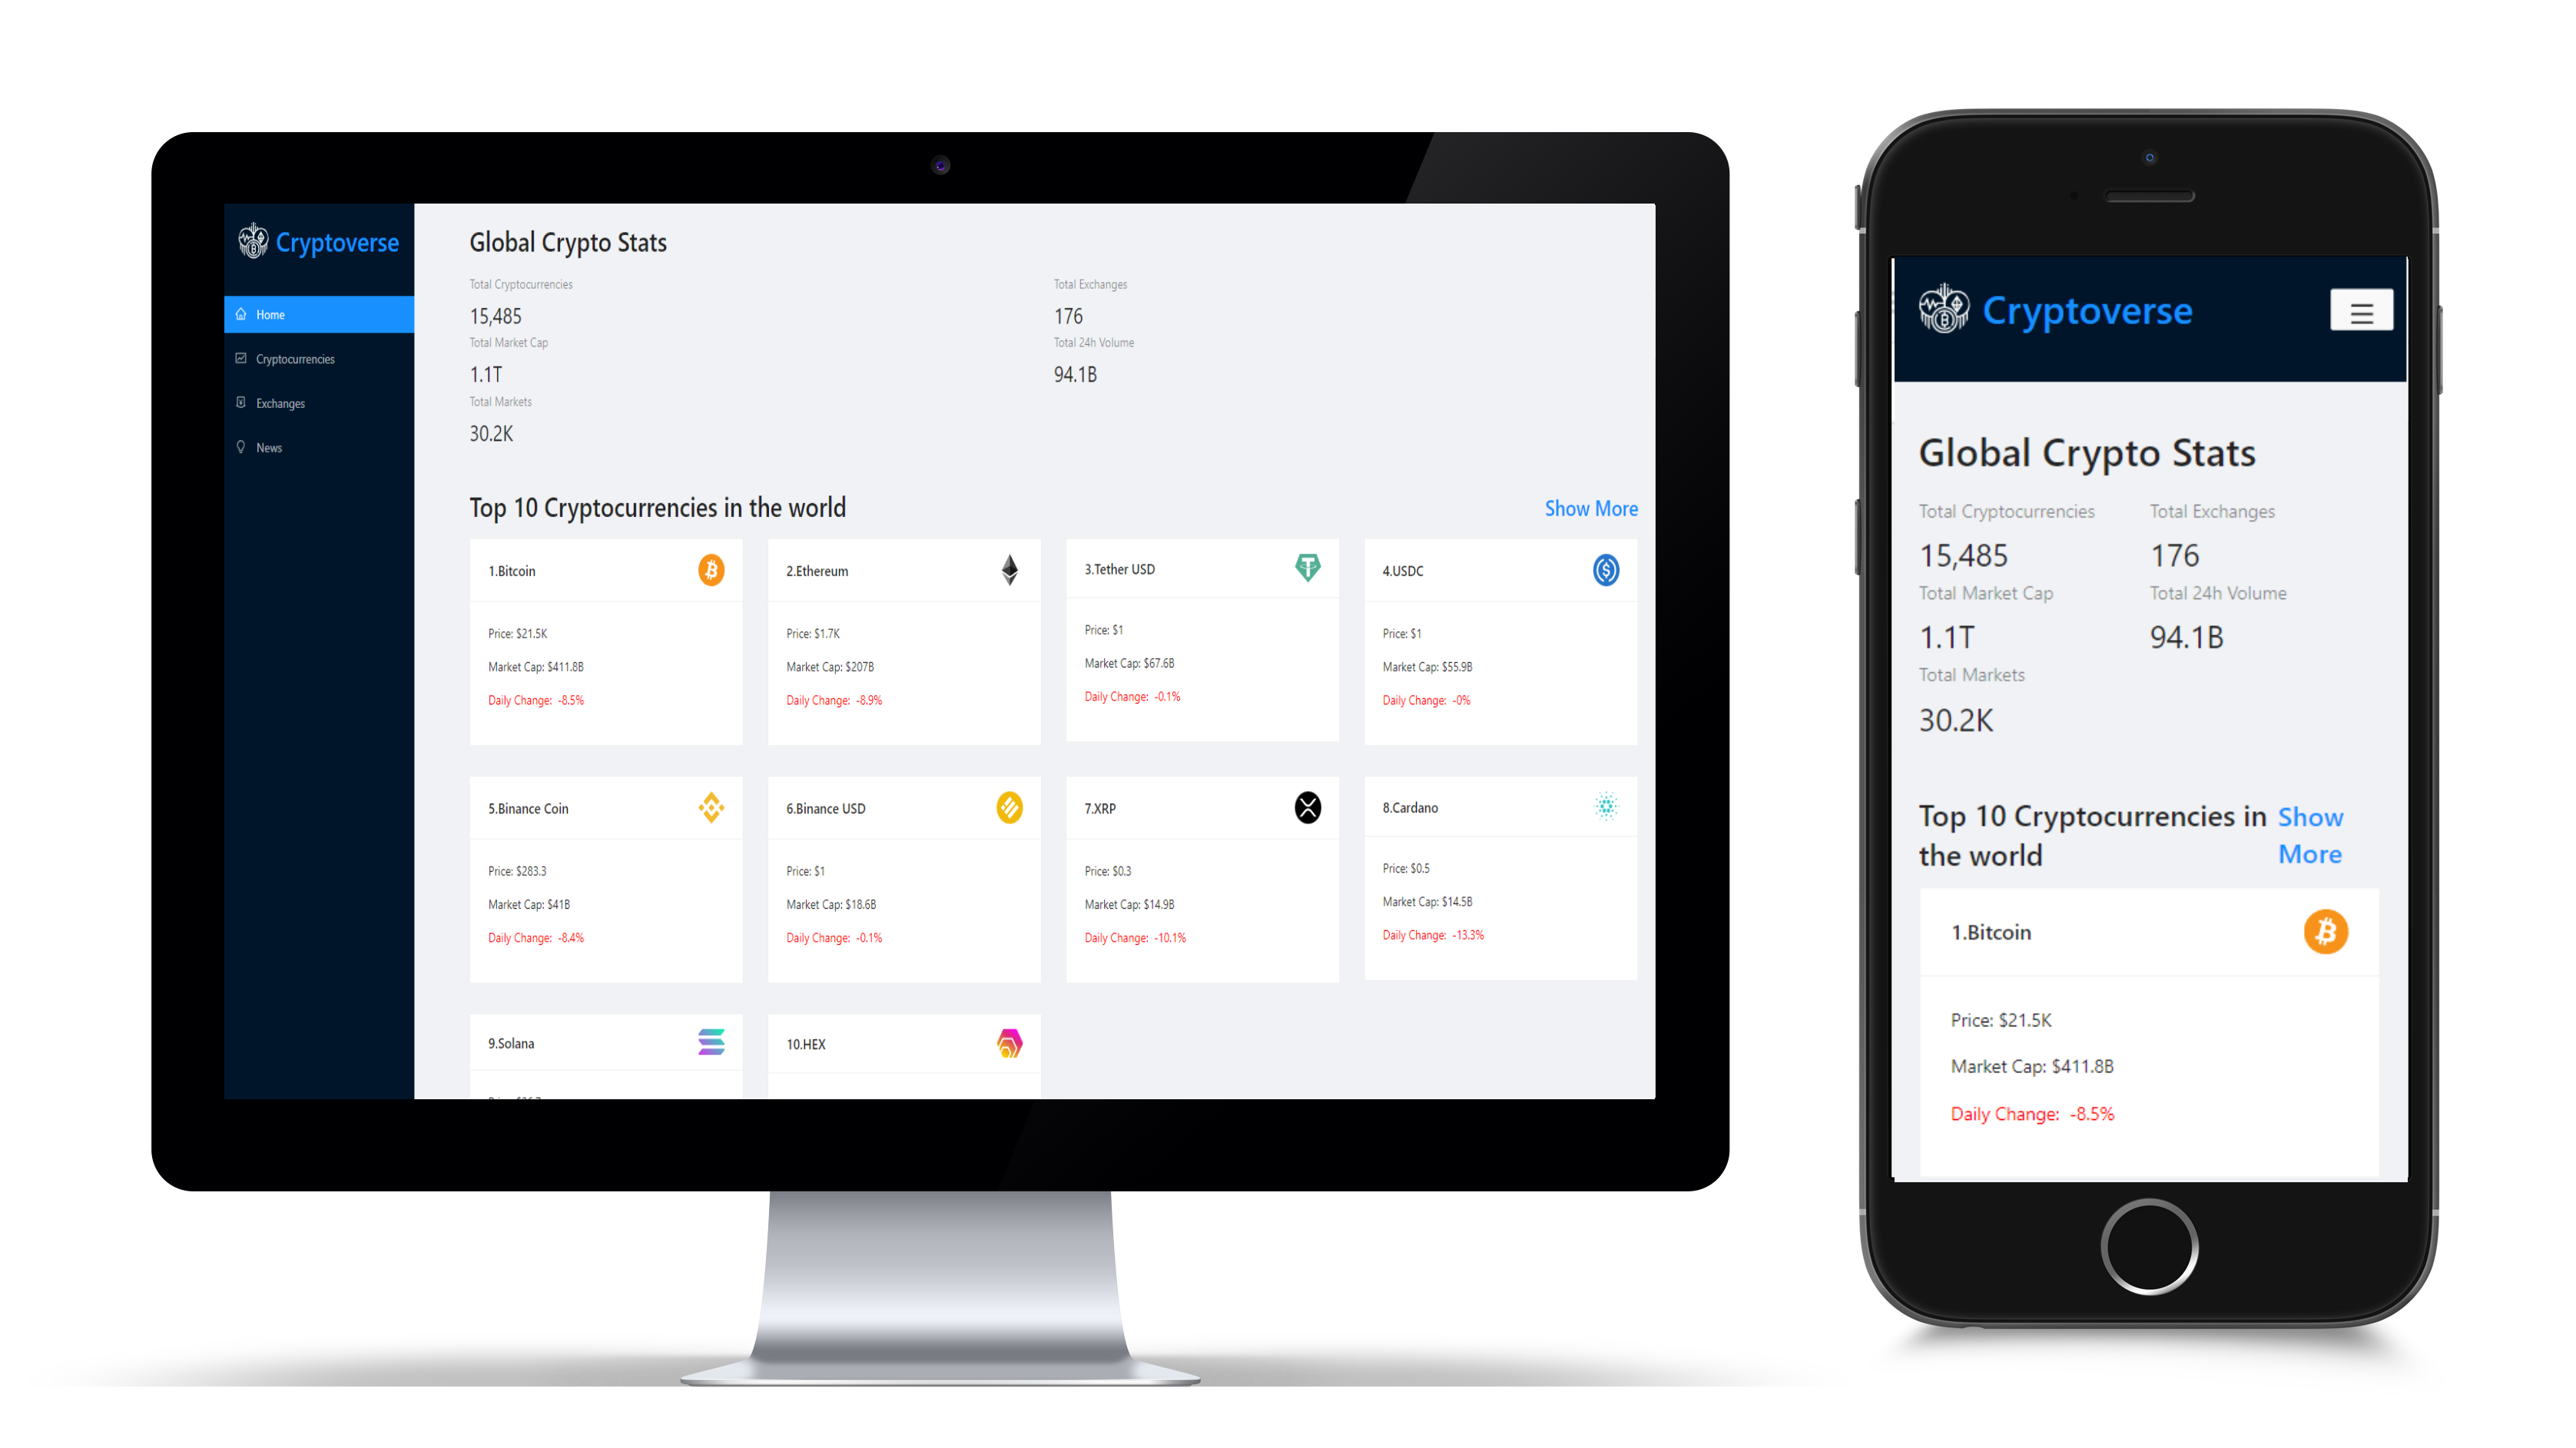 Cryptoverse
Home
Cryptocurrencies
Exchanges
News
Global Crypto Stats
Total Cryptocurrencies
15,485
Total Exchanges
176
Total Market Cap
1.1T
Total 24h Volume
94.1B
Total Markets
30.2K
Top 10 Cryptocurrencies in the world
Show More
1.Bitcoin
Price: $21.5K
Market Cap: $411.8B
Daily Change: -8.5%
2.Ethereum
Price: $1.7K
Market Cap: $207B
Daily Change: -8.9%
3.Tether USD
Price: $1
Market Cap: $67.6B
Daily Change: -0.1%
4.USDC
Price: $1
Market Cap: $55.9B
Daily Change: -0%
5.Binance Coin
Price: $283.3
Market Cap: $41B
Daily Change: -8.4%
6.Binance USD
Price: $1
Market Cap: $18.6B
Daily Change: -0.1%
7.XRP
Price: $0.3
Market Cap: $14.9B
Daily Change: -10.1%
8.Cardano
Price: $0.5
Market Cap: $14.5B
Daily Change: -13.3%
9.Solana
10.HEX
Cryptoverse
Global Crypto Stats
Total Cryptocurrencies
15,485
Total Exchanges
176
Total Market Cap
1.1T
Total 24h Volume
94.1B
Total Markets
30.2K
Top 10 Cryptocurrencies in
the world
Show
More
1.Bitcoin
Price: $21.5K
Market Cap: $411.8B
Daily Change: -8.5%